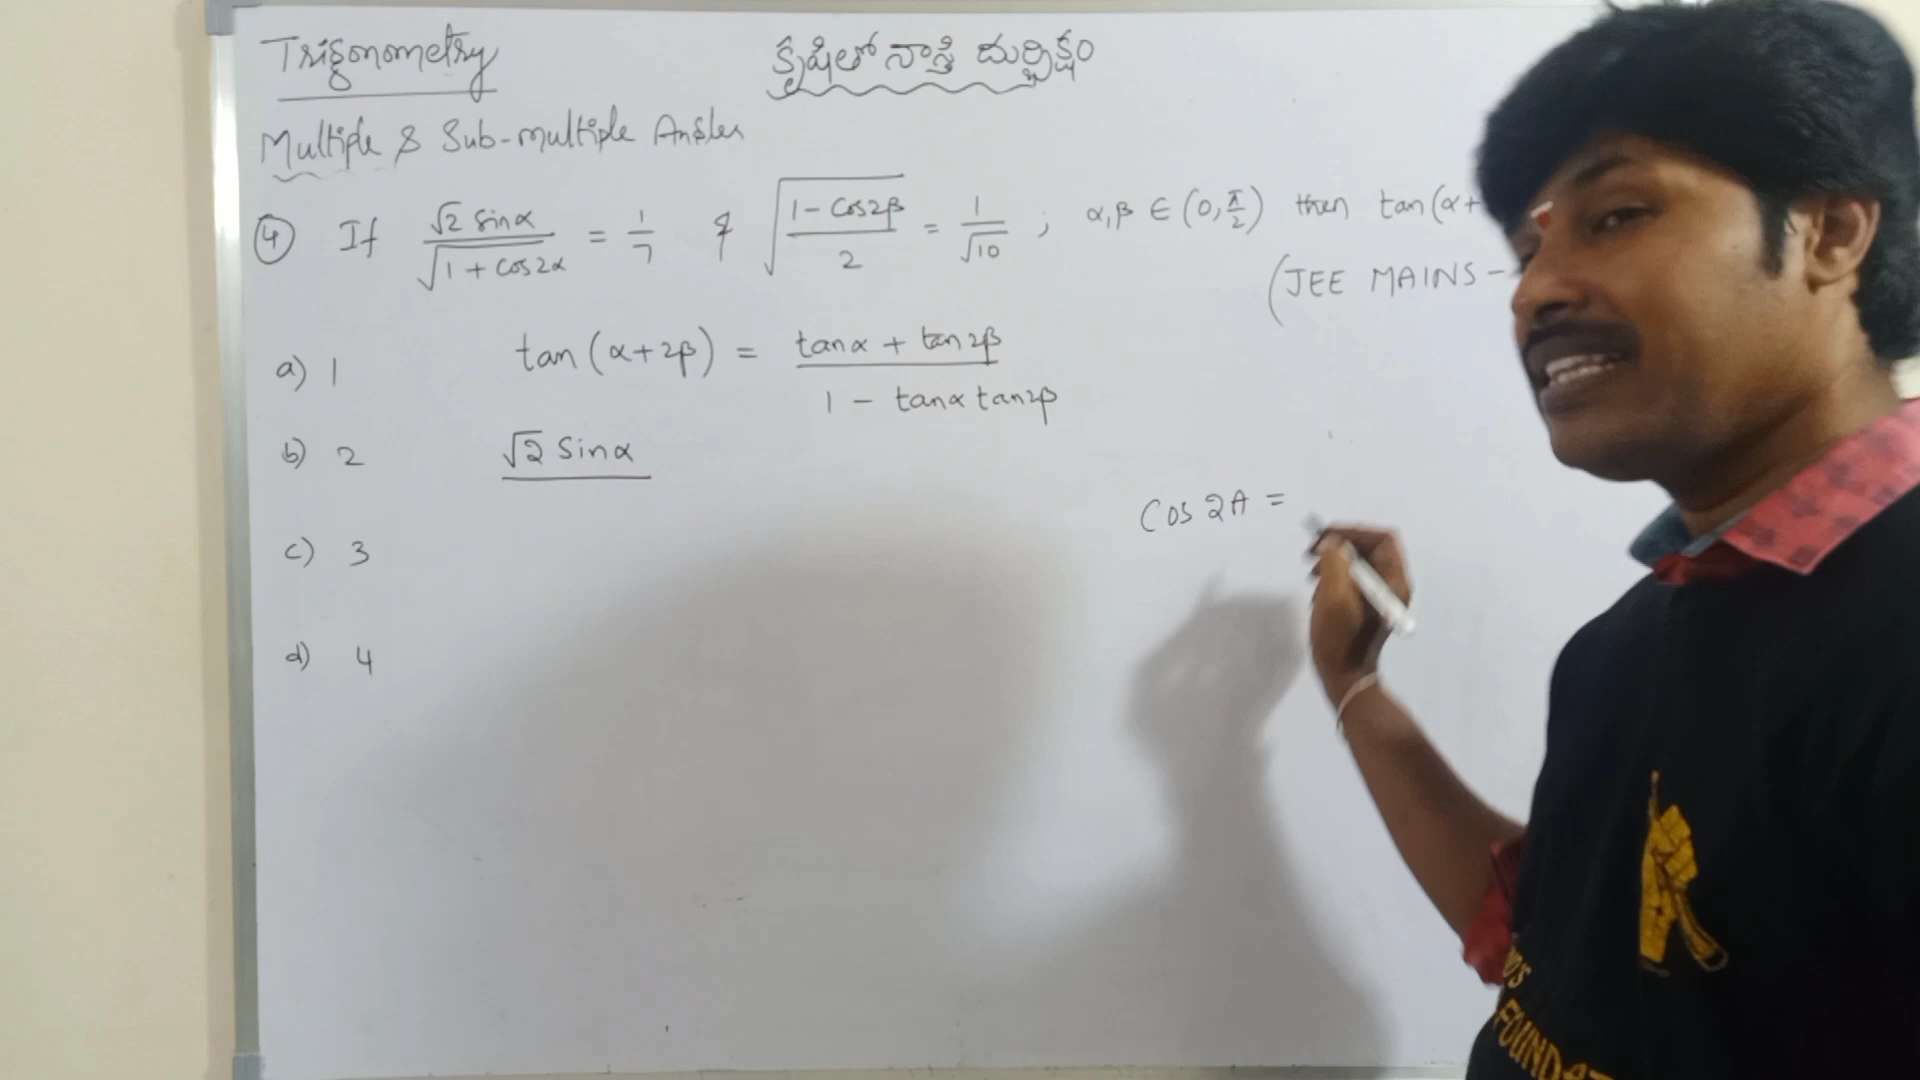 Trigonometry
కృషితో నాస్తి దుర్భిక్షం
Multiple & Sub-multiple Angles
④ If √2 sinα / √(1 + cos2α) = 1/7 & √((1 - cos2β)/2) = 1/√10 ; α,β ∈ (0, π/2) then tan(α+
(JEE MAINS -
a) 1
tan(α+2β) = (tanα + tan2β) / (1 - tanα tan2β)
b) 2
√2 Sinα
Cos 2A =
c) 3
d) 4